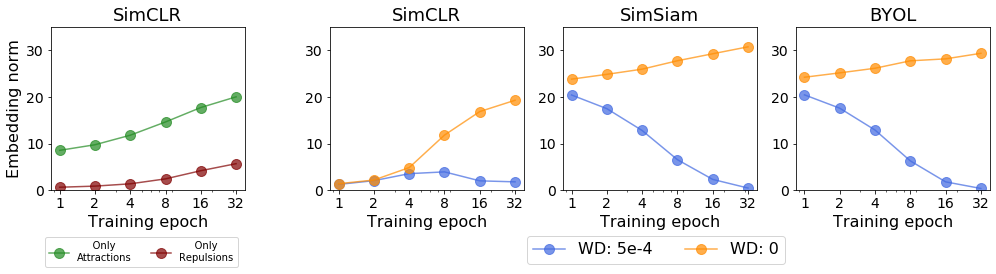 SimCLR
SimCLR
SimSiam
BYOL
Embedding norm
30
20
10
0
1 2 4 8 16 32
Training epoch
30
20
10
0
1 2 4 8 16 32
Training epoch
30
20
10
0
1 2 4 8 16 32
Training epoch
30
20
10
0
1 2 4 8 16 32
Training epoch
Only
Attractions
Only
Repulsions
WD: 5e-4
WD: 0